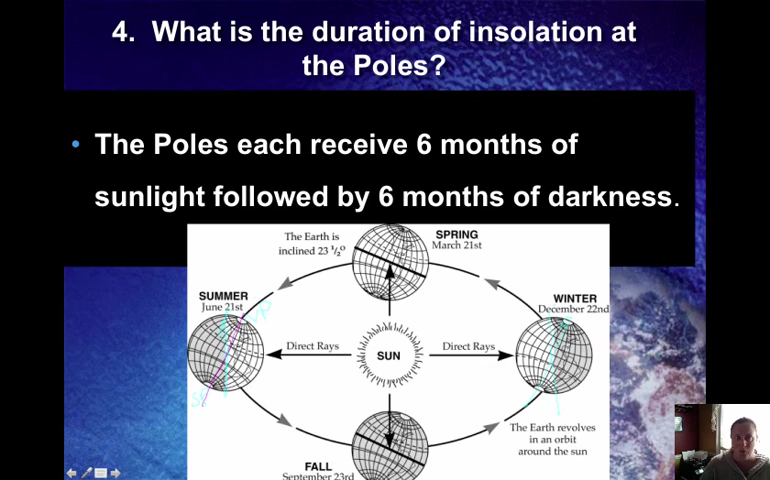 4. What is the duration of insolation at
the Poles?
• The Poles each receive 6 months of
sunlight followed by 6 months of darkness.
The Earth is
inclined 23 ½°
SPRING
March 21st
SUMMER
June 21st
NP
WINTER
December 22nd
Direct Rays
SUN
Direct Rays
The Earth revolves
in an orbit
around the sun
FALL
September 23rd